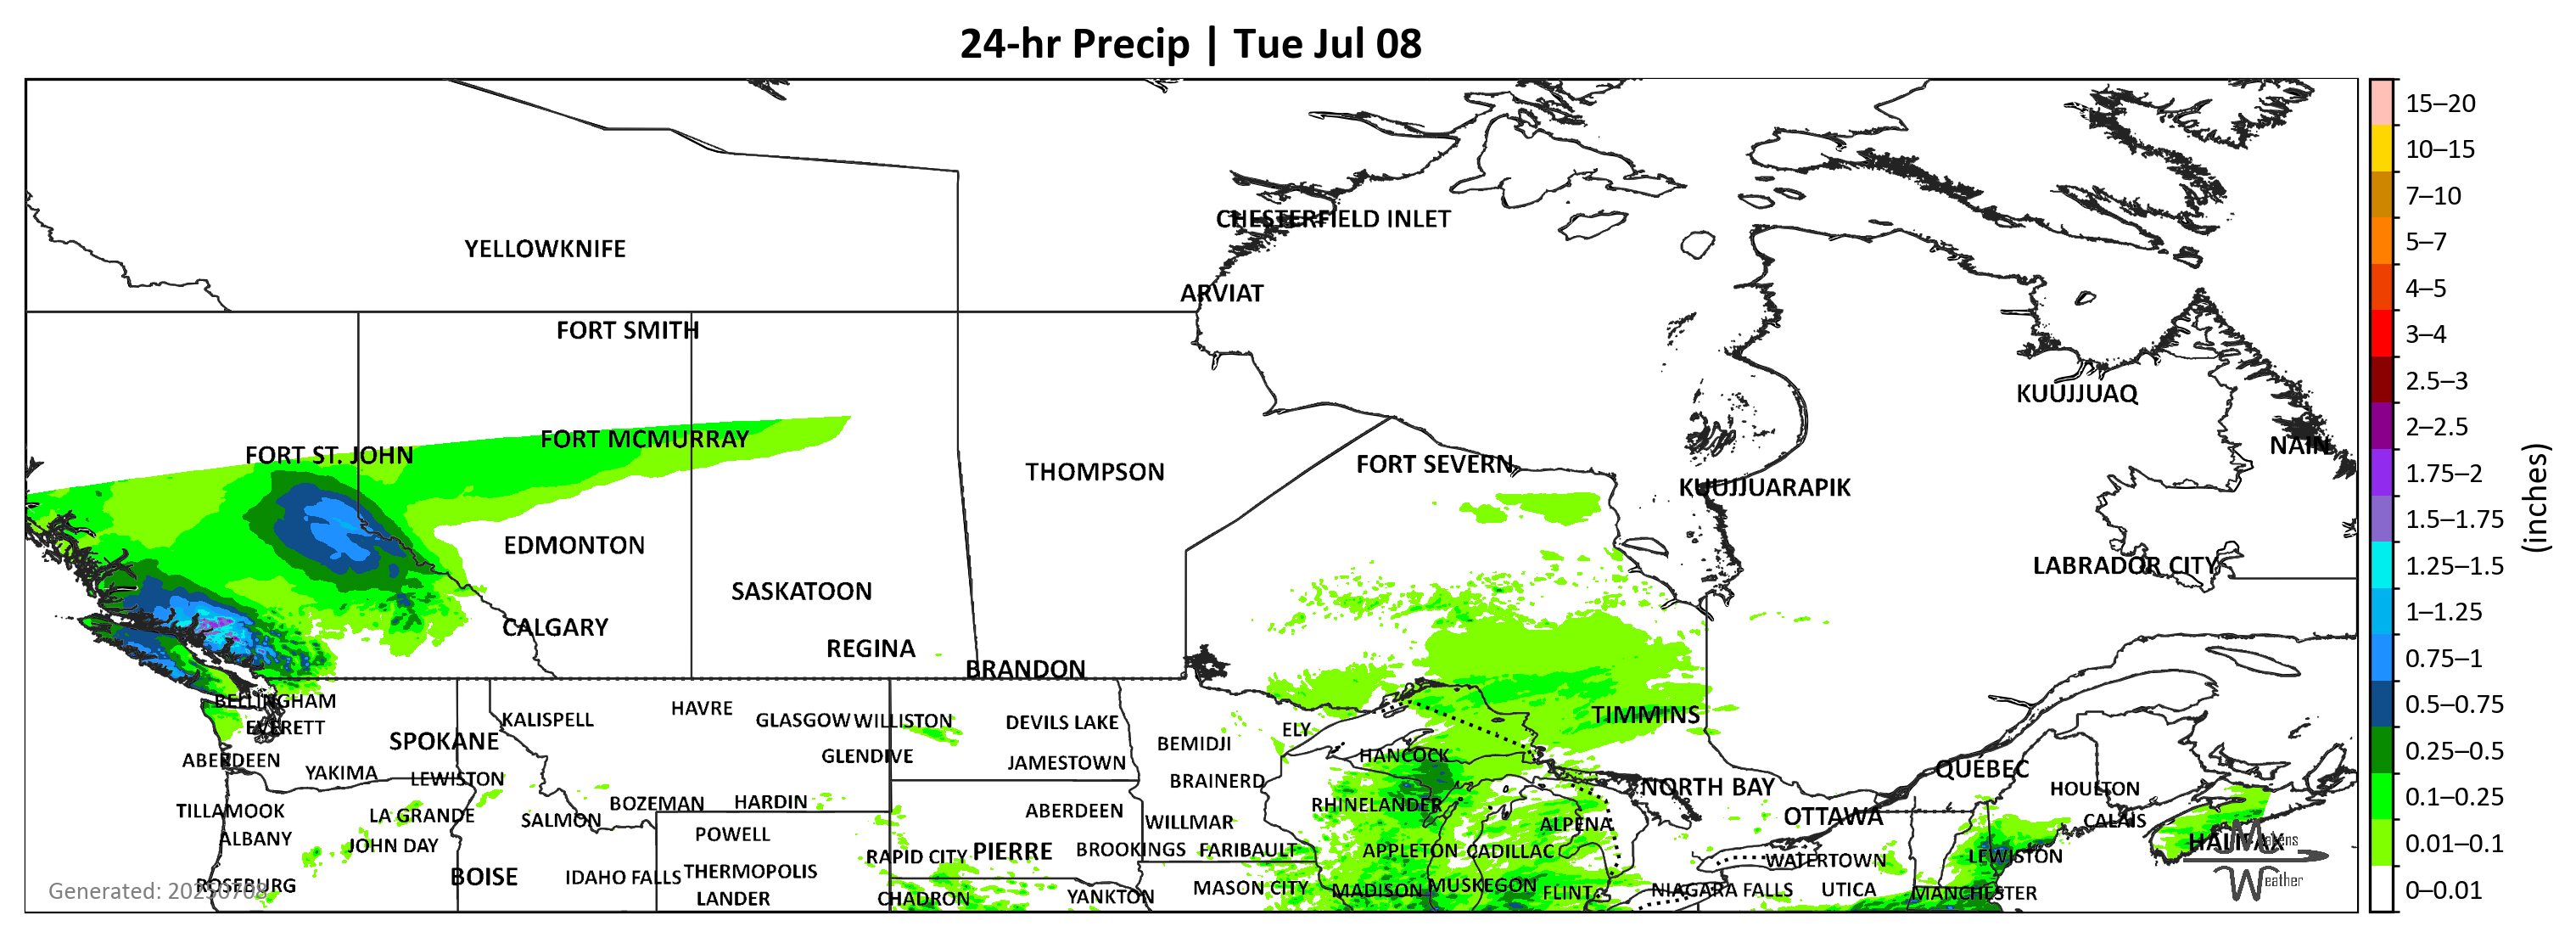 24-hr Precip | Tue Jul 08
CHESTERFIELD INLET
YELLOWKNIFE
ARVIAT
FORT SMITH
KUUJJUAQ
FORT MCMURRAY
NAIN
FORT ST. JOHN
FORT SEVERN
THOMPSON
KUUJJUARAPIK
EDMONTON
LABRADOR CITY
SASKATOON
CALGARY
REGINA
BRANDON
BELLINGHAM
HAVRE
KALISPELL
GLASGOW
WILLISTON
DEVILS LAKE
TIMMINS
EVERETT
ELY
SPOKANE
BEMIDJI
GLENDIVE
HANCOCK
ABERDEEN
JAMESTOWN
QUÉBEC
YAKIMA
LEWISTON
BRAINERD
NORTH BAY
HOULTON
BOZEMAN
HARDIN
RHINELANDER
TILLAMOOK
LA GRANDE
SALMON
ABERDEEN
WILLMAR
OTTAWA
CALAIS
ALBANY
POWELL
ALPENA
JOHN DAY
HALIFAX
RAPID CITY
PIERRE
BROOKINGS
FARIBAULT
APPLETON
CADILLAC
WATERTOWN
LEWISTON
BOISE
IDAHO FALLS
THERMOPOLIS
ROSEBURG
MASON CITY
MADISON
MUSKEGON
FLINT
NIAGARA FALLS
UTICA
MANCHESTER
LANDER
CHADRON
YANKTON
Generated: 20250708
Mavens
Weather
15–20
10–15
7–10
5–7
4–5
3–4
2.5–3
2–2.5
1.75–2
1.5–1.75
1.25–1.5
1–1.25
0.75–1
0.5–0.75
0.25–0.5
0.1–0.25
0.01–0.1
0–0.01
(inches)